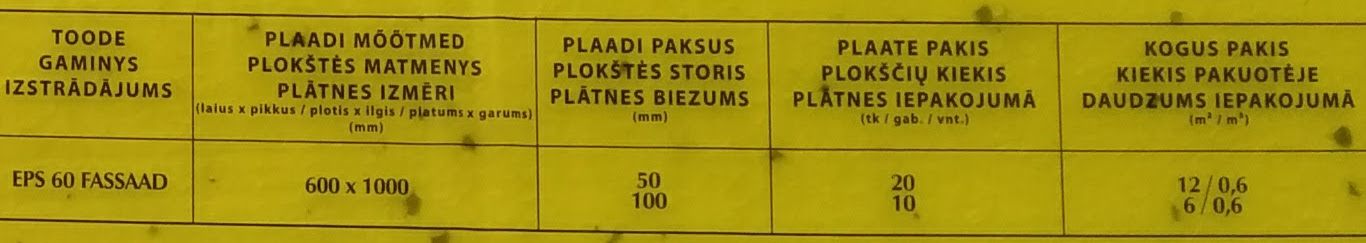 TOODE
GAMINYS
IZSTRĀDĀJUMS
PLAADI MÕÕTMED
PLOKŠTĖS MATMENYS
PLĀTNES IZMĒRI
(laius x pikkus / plotis x ilgis / platums x garums)
(mm)
PLAADI PAKSUS
PLOKŠTĖS STORIS
PLĀTNES BIEZUMS
(mm)
PLAATE PAKIS
PLOKŠČIŲ KIEKIS
PLĀTNES IEPAKOJUMĀ
(tk / gab. / vnt.)
KOGUS PAKIS
KIEKIS PAKUOTĖJE
DAUDZUMS IEPAKOJUMĀ
(m² / m³)
EPS 60 FASSAAD
600 x 1000
50
100
20
10
12 / 0,6
6 / 0,6